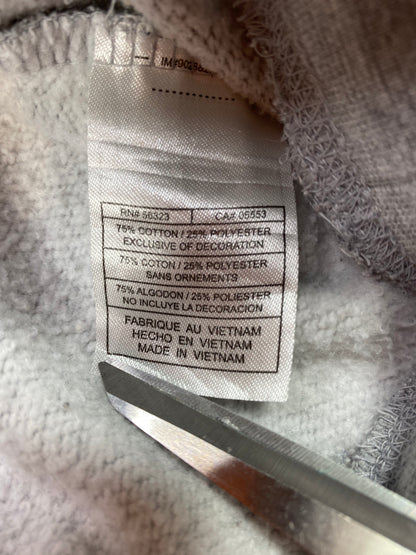 RN# 56323 CA# 05553
75% COTTON / 25% POLYESTER
EXCLUSIVE OF DECORATION
75% COTON / 25% POLYESTER
SANS ORNEMENTS
75% ALGODON / 25% POLIESTER
NO INCLUYE LA DECORACION
FABRIQUE AU VIETNAM
HECHO EN VIETNAM
MADE IN VIETNAM